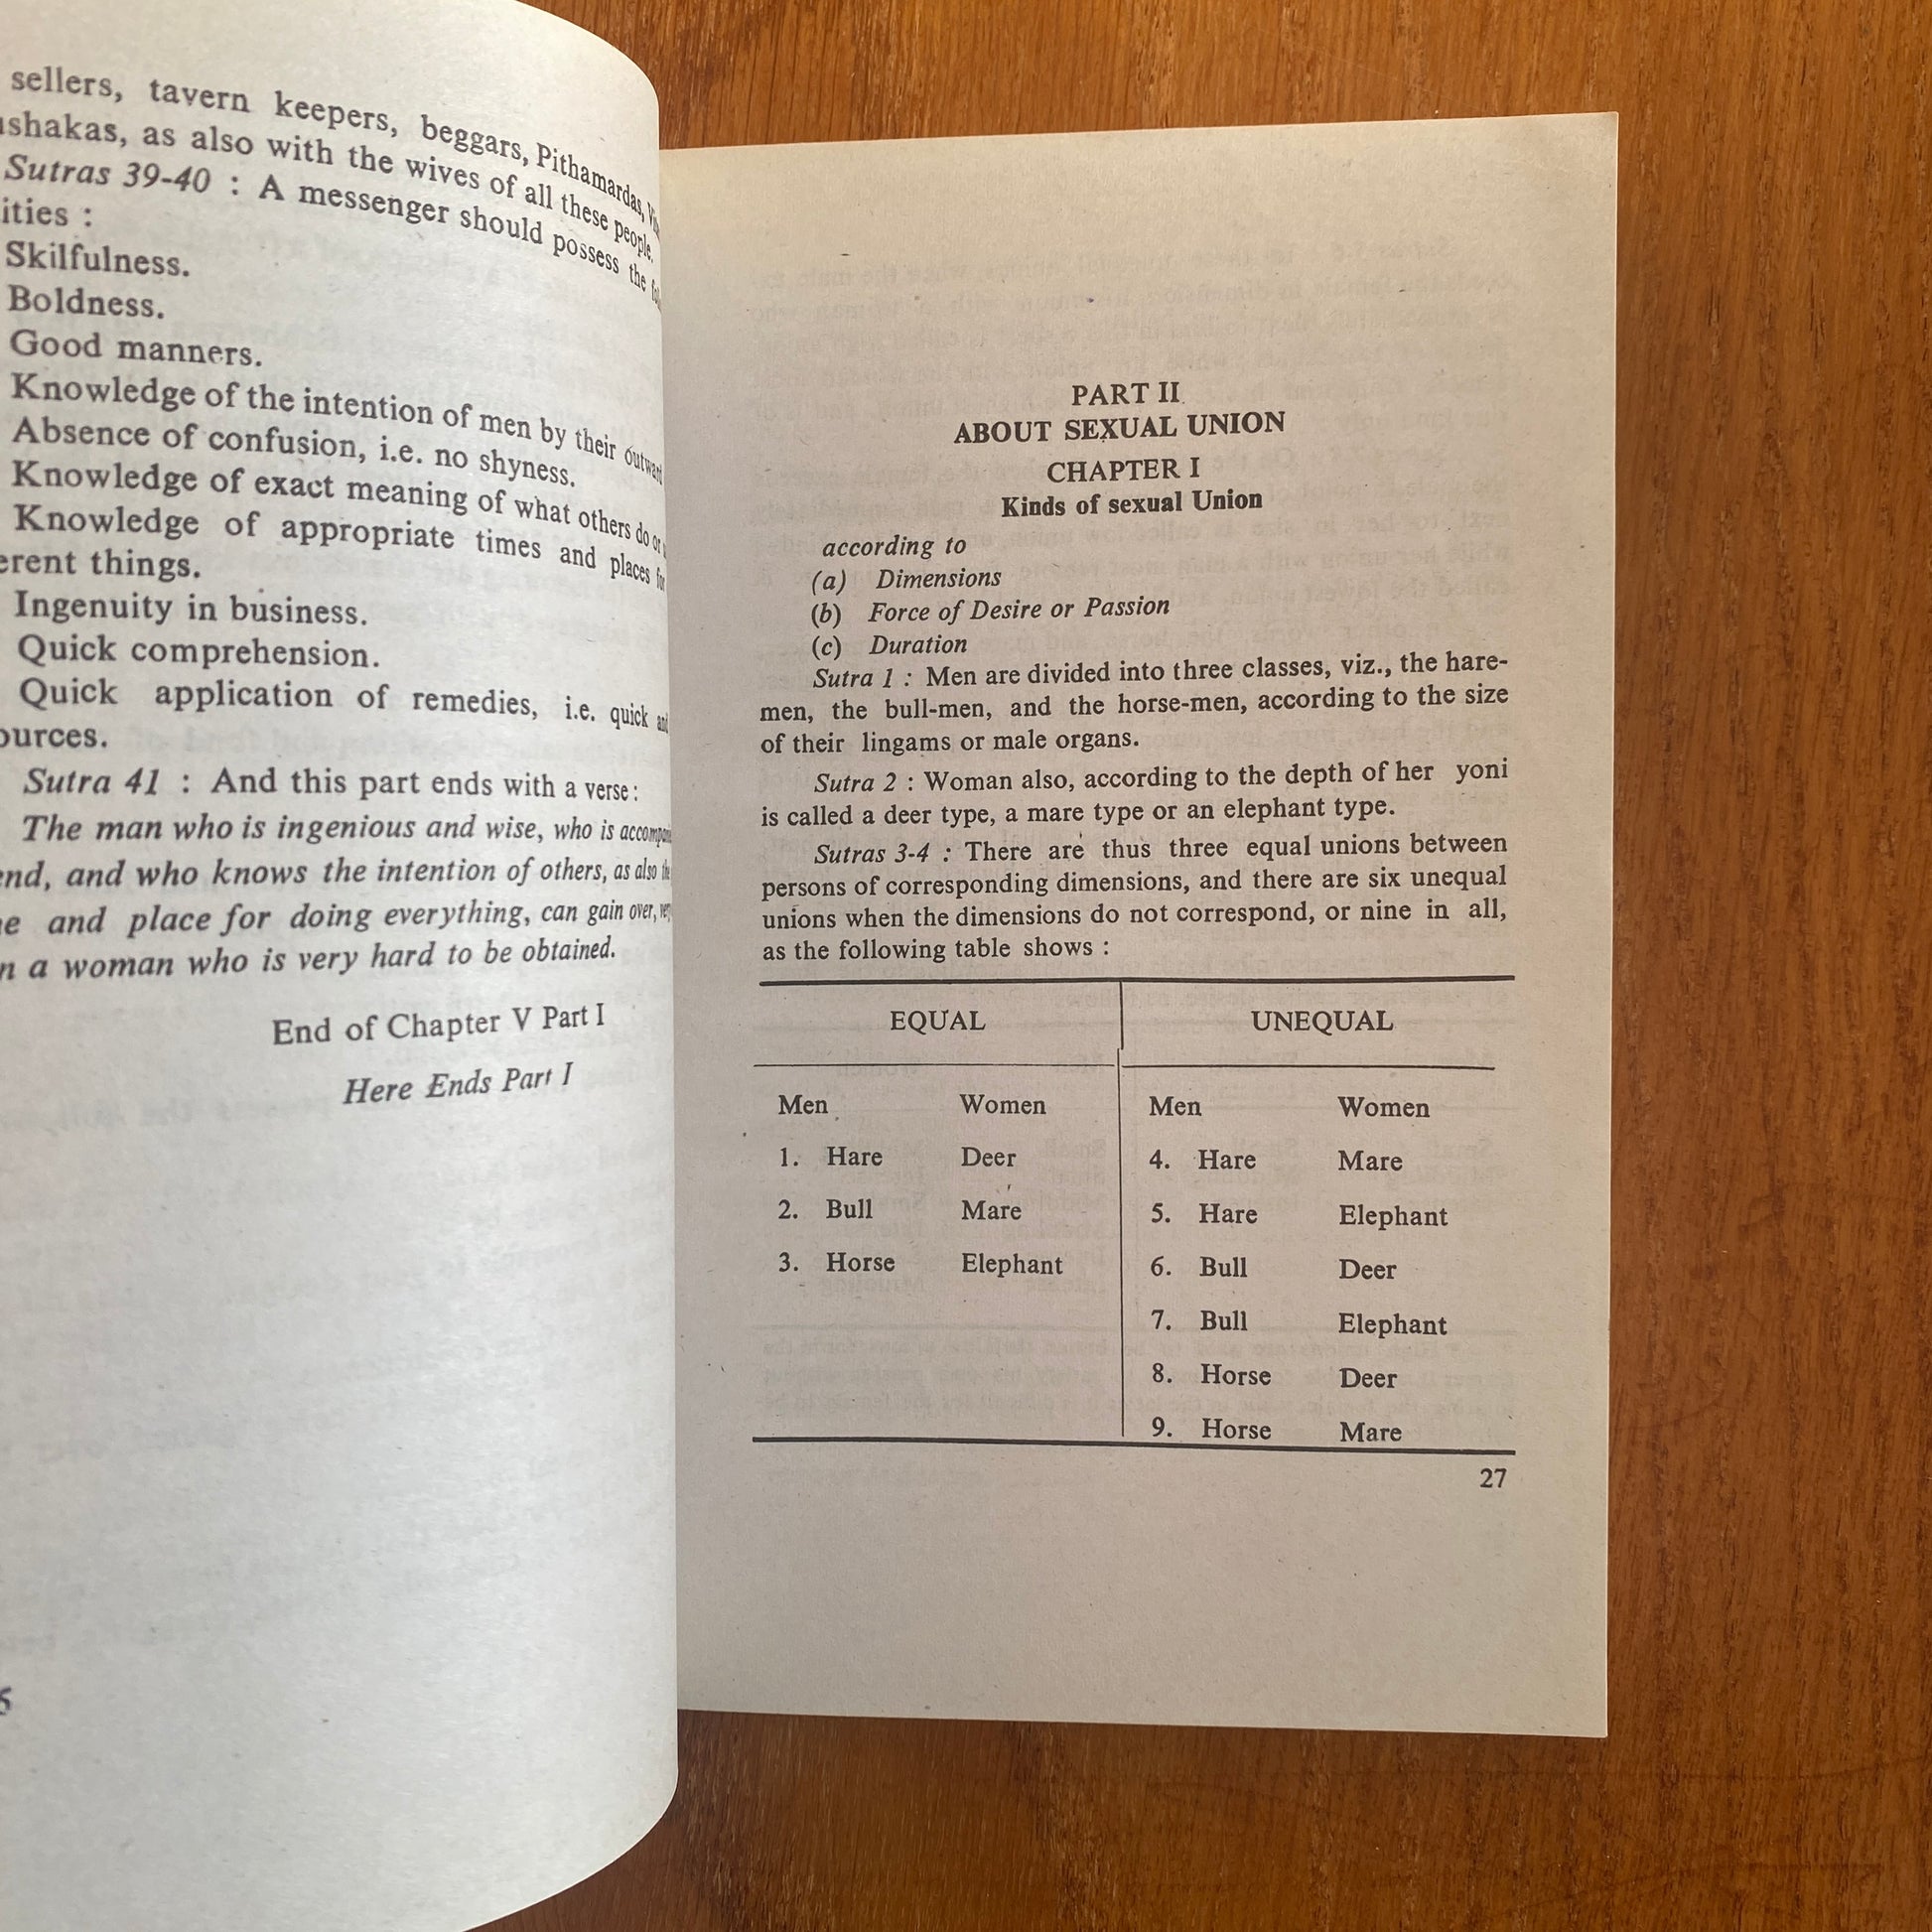 sellers, tavern keepers, beggars, Pithamardas,
as also with the wives of all these people.
Sutras 39-40 : A messenger should possess the
Skilfulness.
Boldness.
Good manners.
Knowledge of the intention of men by their outward
Absence of confusion, i.e. no shyness.
Knowledge of exact meaning of what others do or
Knowledge of appropriate times and places for
things.
Ingenuity in business.
Quick comprehension.
Quick application of remedies, i.e. quick and
Sutra 41 : And this part ends with a verse :
The man who is ingenious and wise, who is
and who knows the intention of others, as also
and place for doing everything, can gain over,
a woman who is very hard to be obtained.
End of Chapter V Part I
Here Ends Part I
PART II
ABOUT SEXUAL UNION
CHAPTER I
Kinds of sexual Union
according to
(a) Dimensions
(b) Force of Desire or Passion
(c) Duration
Sutra 1 : Men are divided into three classes, viz., the hare-
men, the bull-men, and the horse-men, according to the size
of their lingams or male organs.
Sutra 2 : Woman also, according to the depth of her yoni
is called a deer type, a mare type or an elephant type.
Sutras 3-4 : There are thus three equal unions between
persons of corresponding dimensions, and there are six unequal
unions when the dimensions do not correspond, or nine in all,
as the following table shows :
EQUAL UNEQUAL
Men Women Men Women
1. Hare Deer 4. Hare Mare
2. Bull Mare 5. Hare Elephant
3. Horse Elephant 6. Bull Deer
7. Bull Elephant
8. Horse Deer
9. Horse Mare
27